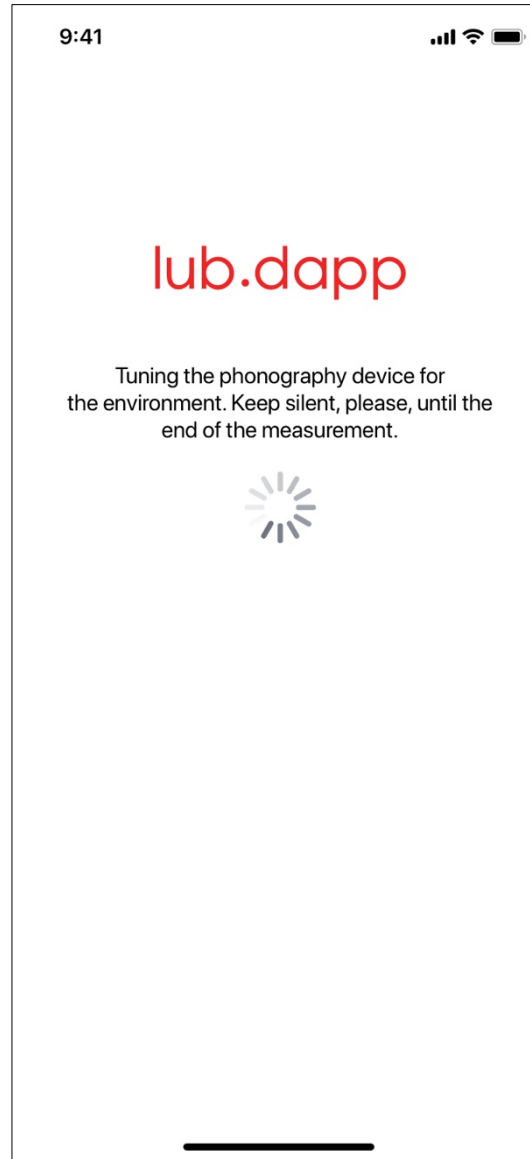 9:41
lub.dapp
Tuning the phonography device for
the environment. Keep silent, please, until the
end of the measurement.